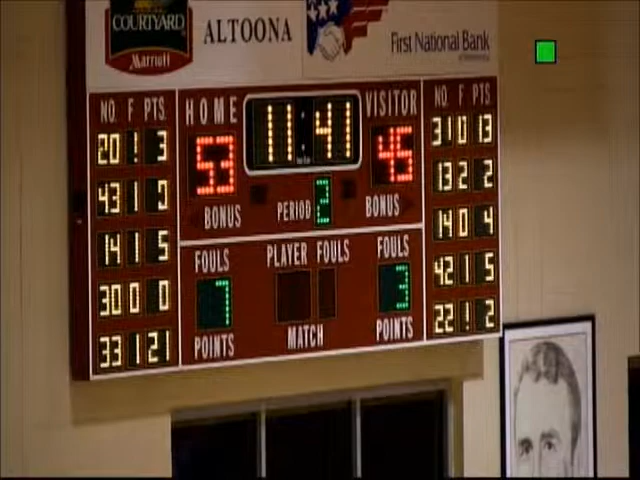 COURTYARD
Marriott
ALTOONA
First National Bank
NO. F PTS.
HOME
11:41
VISITOR
NO. F PTS.
20 1 3
53
45
31 0 13
43 1
13 2 2
BONUS
PERIOD 2
BONUS
14 1 5
14 0 4
FOULS
PLAYER FOULS
FOULS
30 0 0
7
3
42 1 5
33 1 21
POINTS
MATCH
POINTS
22 1 2